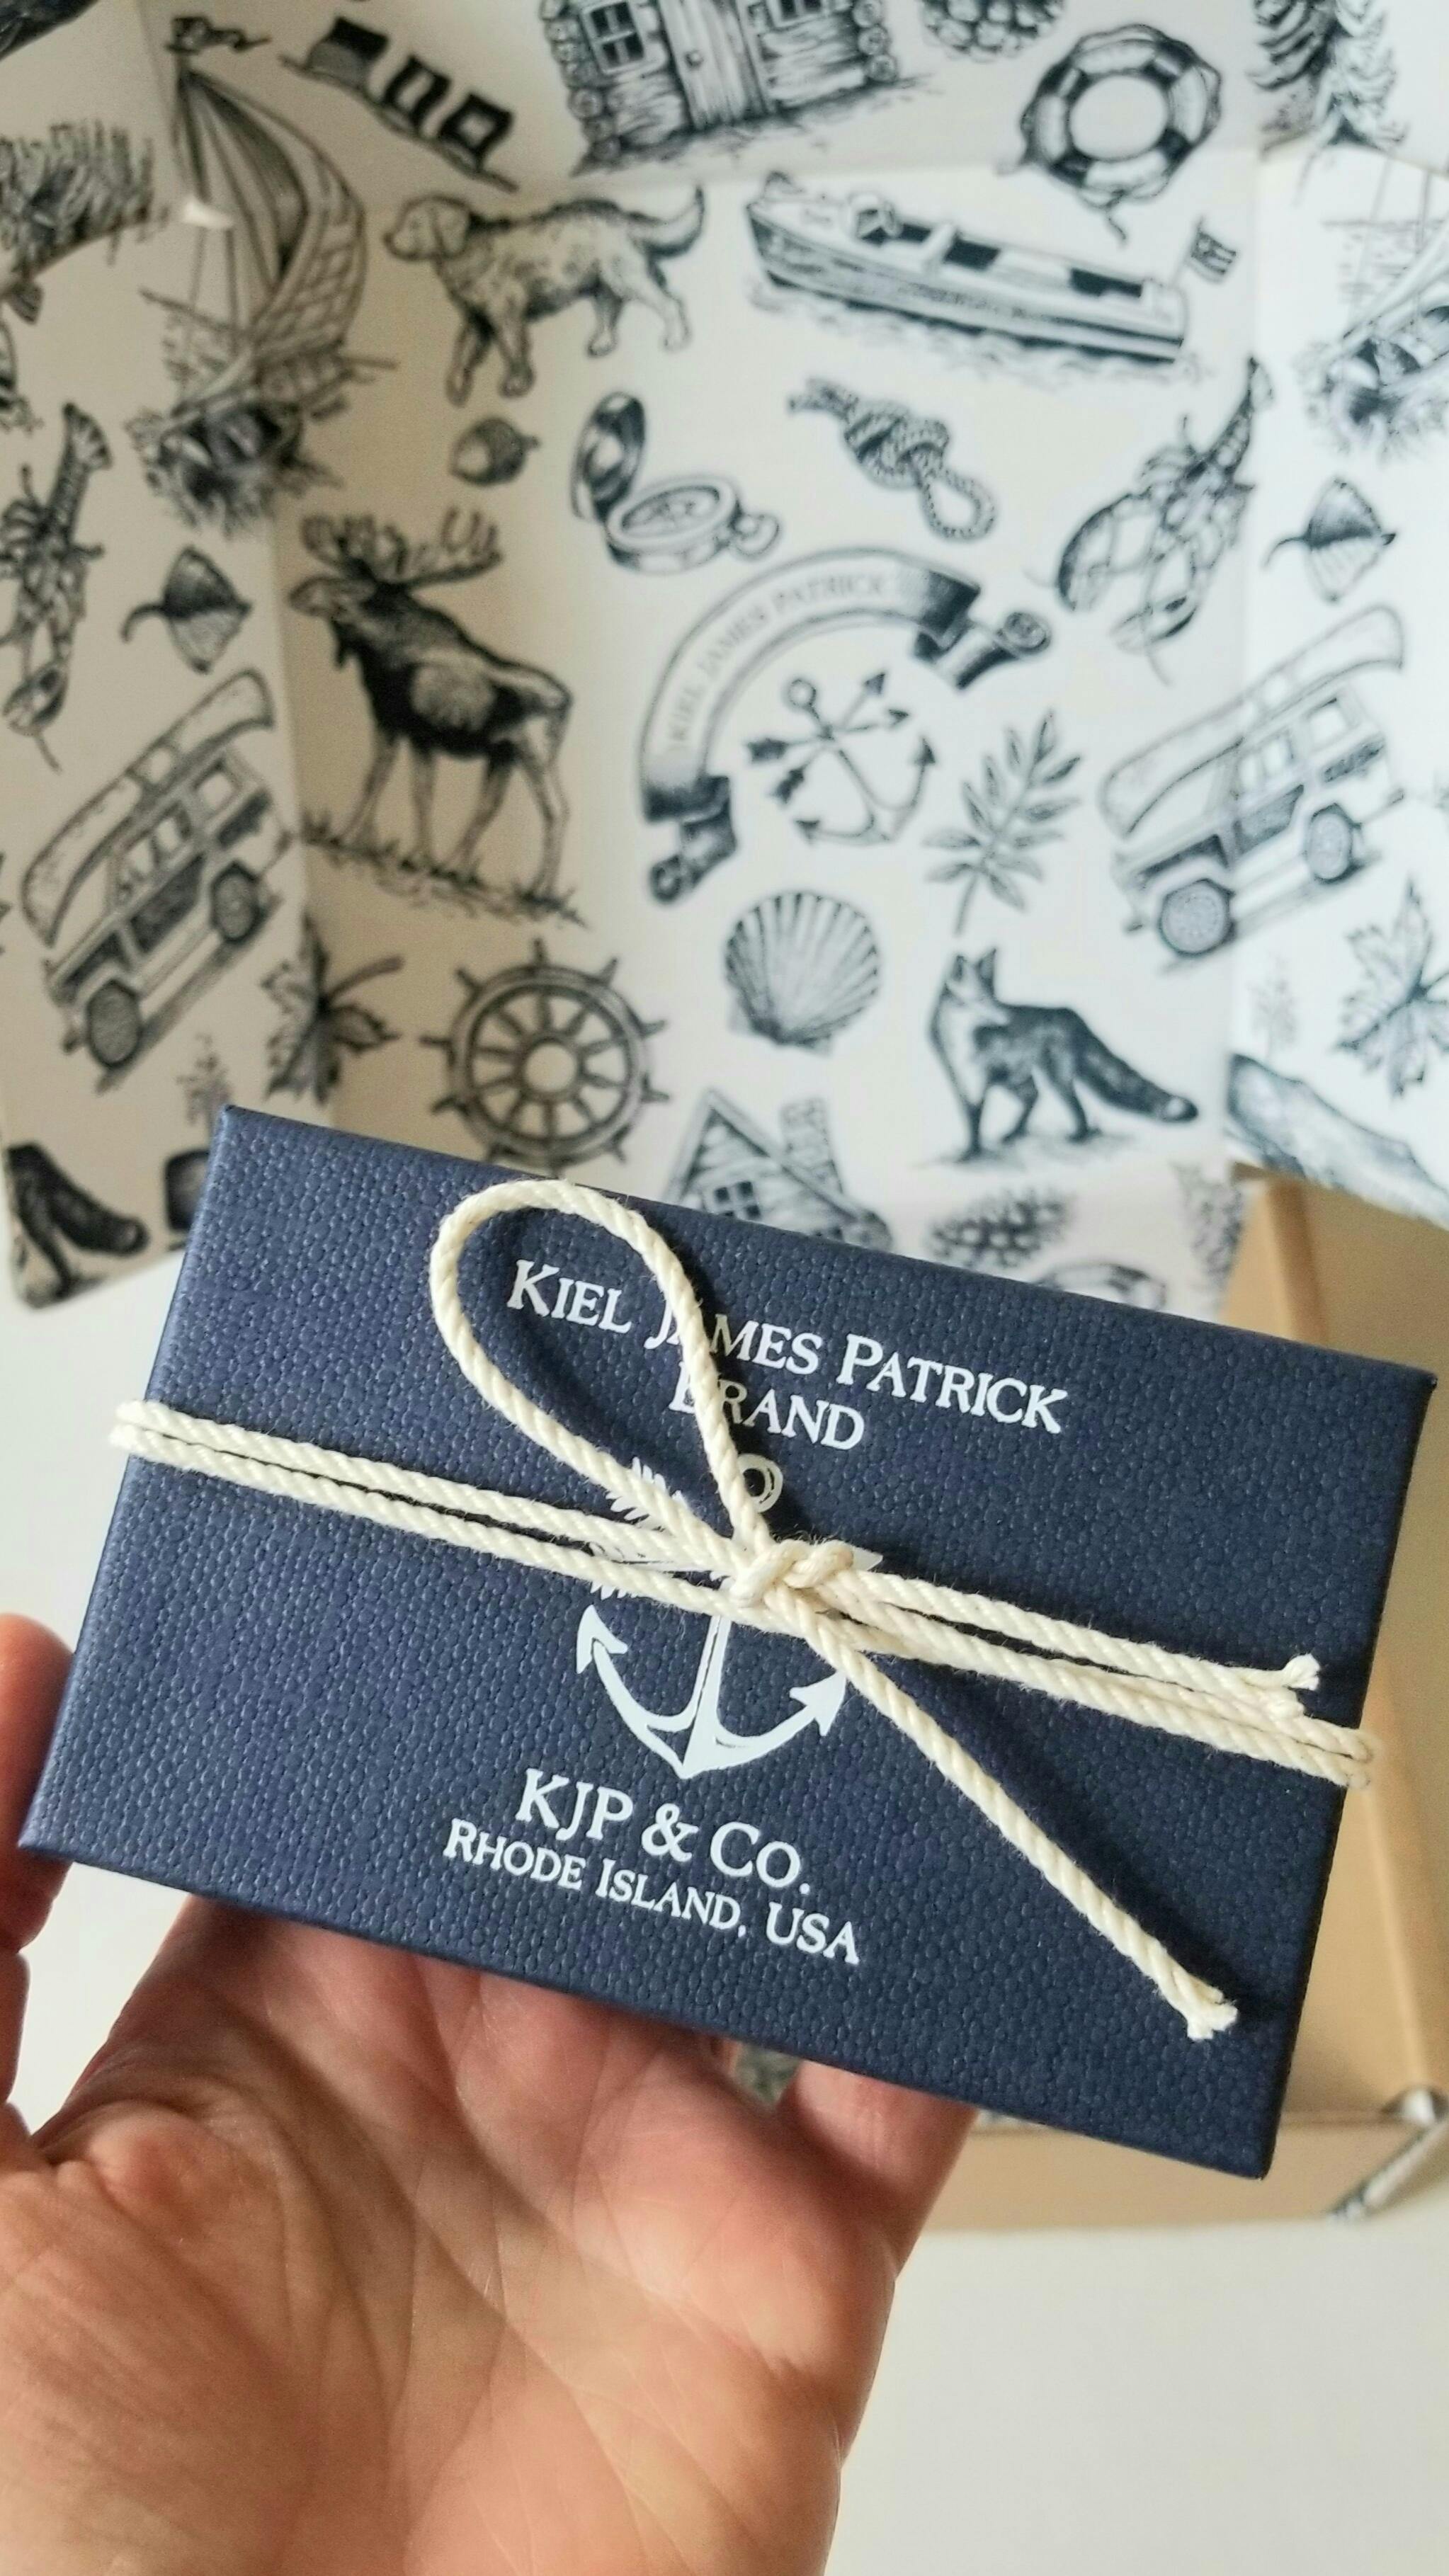 KIEL JAMES PATRICK
KIEL JAMES PATRICK
BRAND
KJP & CO.
RHODE ISLAND, USA